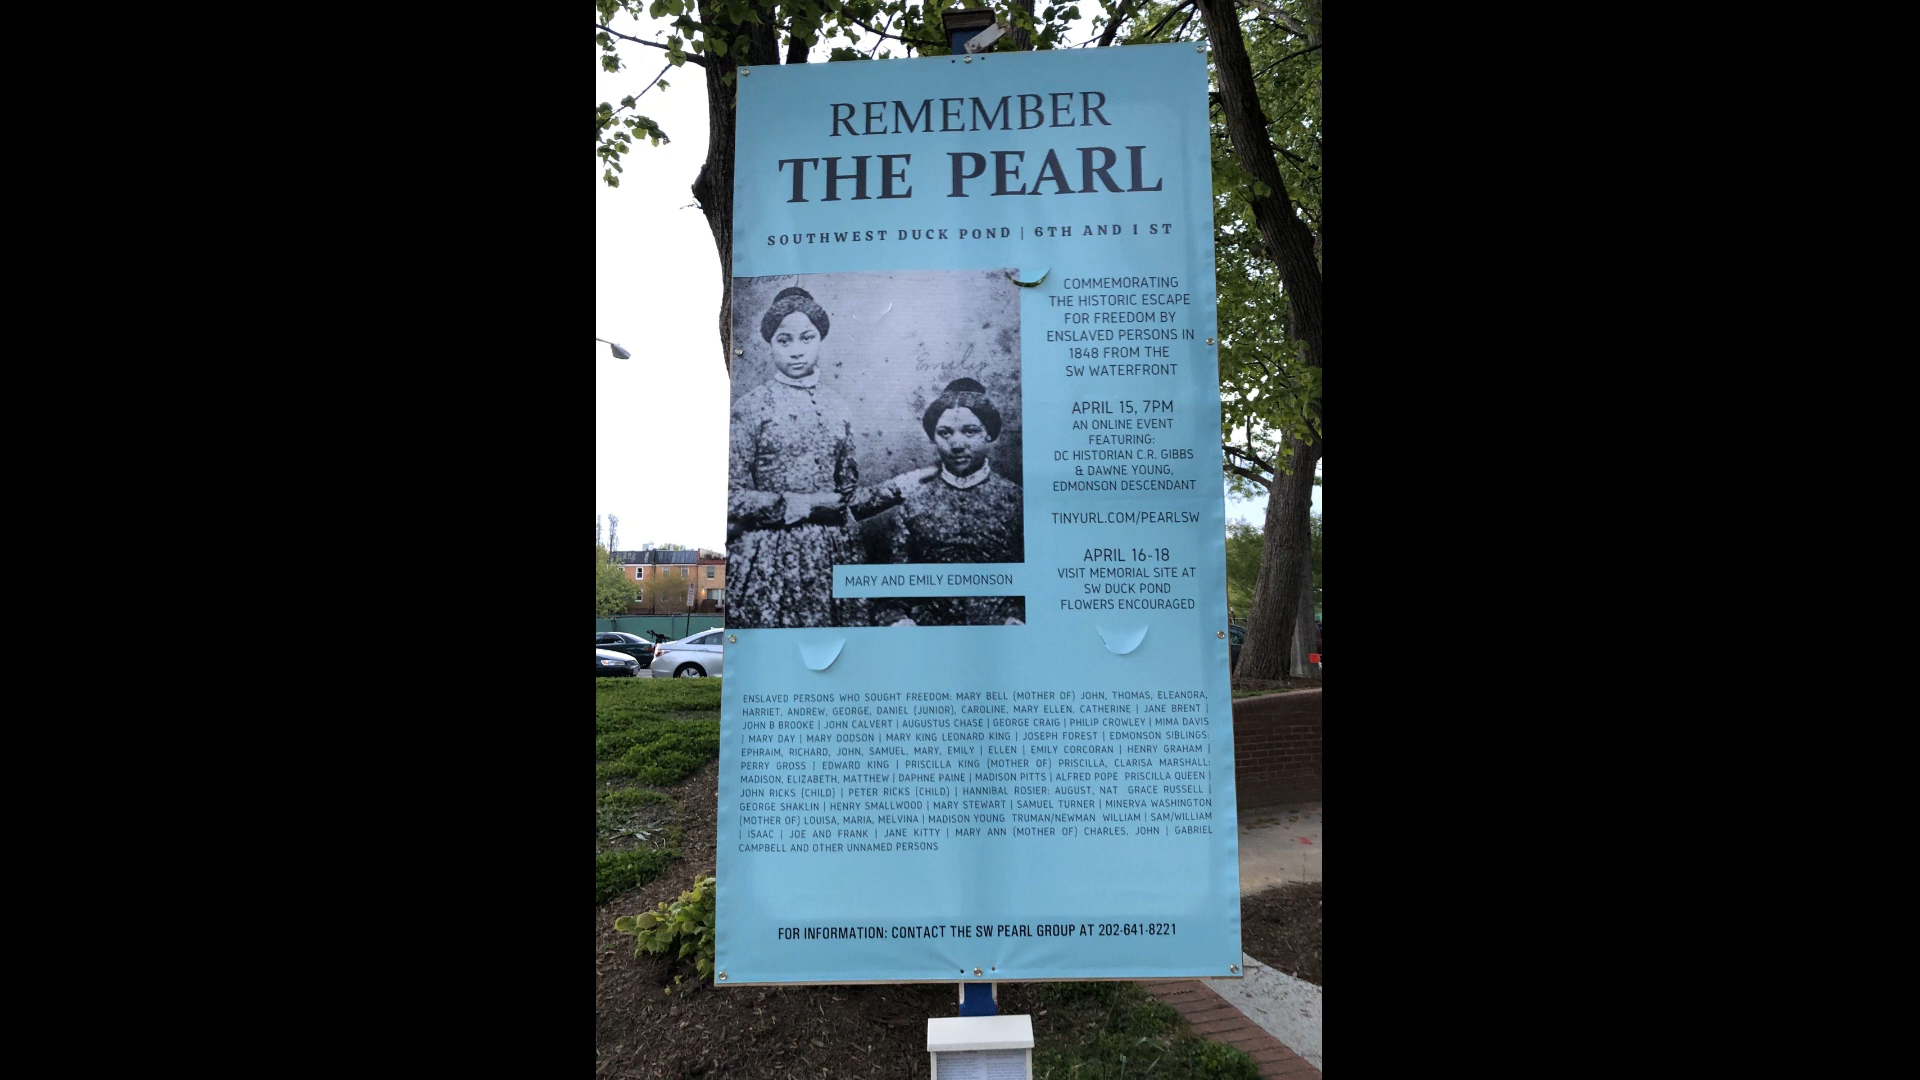 REMEMBER
THE PEARL
SOUTHWEST DUCK POND | 6TH AND I ST
Emily
MARY AND EMILY EDMONSON
COMMEMORATING
THE HISTORIC ESCAPE
FOR FREEDOM BY
ENSLAVED PERSONS IN
1848 FROM THE
SW WATERFRONT
APRIL 15, 7PM
AN ONLINE EVENT
FEATURING:
DC HISTORIAN C.R. GIBBS
& DAWNE YOUNG,
EDMONSON DESCENDANT
TINYURL.COM/PEARLSW
APRIL 16-18
VISIT MEMORIAL SITE AT
SW DUCK POND
FLOWERS ENCOURAGED
ENSLAVED PERSONS WHO SOUGHT FREEDOM: MARY BELL (MOTHER OF) JOHN, THOMAS, ELEANORA,
HARRIET, ANDREW, GEORGE, DANIEL (JUNIOR), CAROLINE, MARY ELLEN, CATHERINE | JANE BRENT |
JOHN B BROOKE | JOHN CALVERT | AUGUSTUS CHASE | GEORGE CRAIG | PHILIP CROWLEY | MIMA DAVIS
| MARY DAY | MARY DODSON | MARY KING LEONARD KING | JOSEPH FOREST | EDMONSON SIBLINGS:
EPHRAIM, RICHARD, JOHN, SAMUEL, MARY, EMILY | ELLEN | EMILY CORCORAN | HENRY GRAHAM |
PERRY GROSS | EDWARD KING | PRISCILLA KING (MOTHER OF) PRISCILLA, CLARISA MARSHALL:
MADISON, ELIZABETH, MATTHEW | DAPHNE PAINE | MADISON PITTS | ALFRED POPE PRISCILLA QUEEN |
JOHN RICKS (CHILD) | PETER RICKS (CHILD) | HANNIBAL ROSIER: AUGUST, NAT GRACE RUSSELL |
GEORGE SHAKLIN | HENRY SMALLWOOD | MARY STEWART | SAMUEL TURNER | MINERVA WASHINGTON
(MOTHER OF) LOUISA, MARIA, MELVINA | MADISON YOUNG TRUMAN/NEWMAN WILLIAM | SAM/WILLIAM
| ISAAC | JOE AND FRANK | JANE KITTY | MARY ANN (MOTHER OF) CHARLES, JOHN | GABRIEL
CAMPBELL AND OTHER UNNAMED PERSONS
FOR INFORMATION: CONTACT THE SW PEARL GROUP AT 202-641-8221